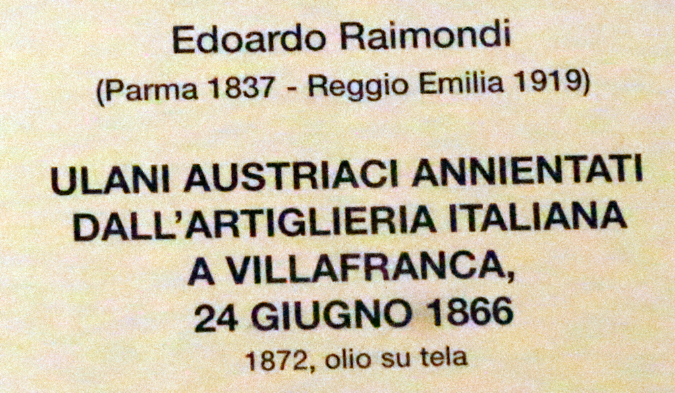 Edoardo Raimondi
(Parma 1837 - Reggio Emilia 1919)
ULANI AUSTRIACI ANNIENTATI
DALL'ARTIGLIERIA ITALIANA
A VILLAFRANCA,
24 GIUGNO 1866
1872, olio su tela